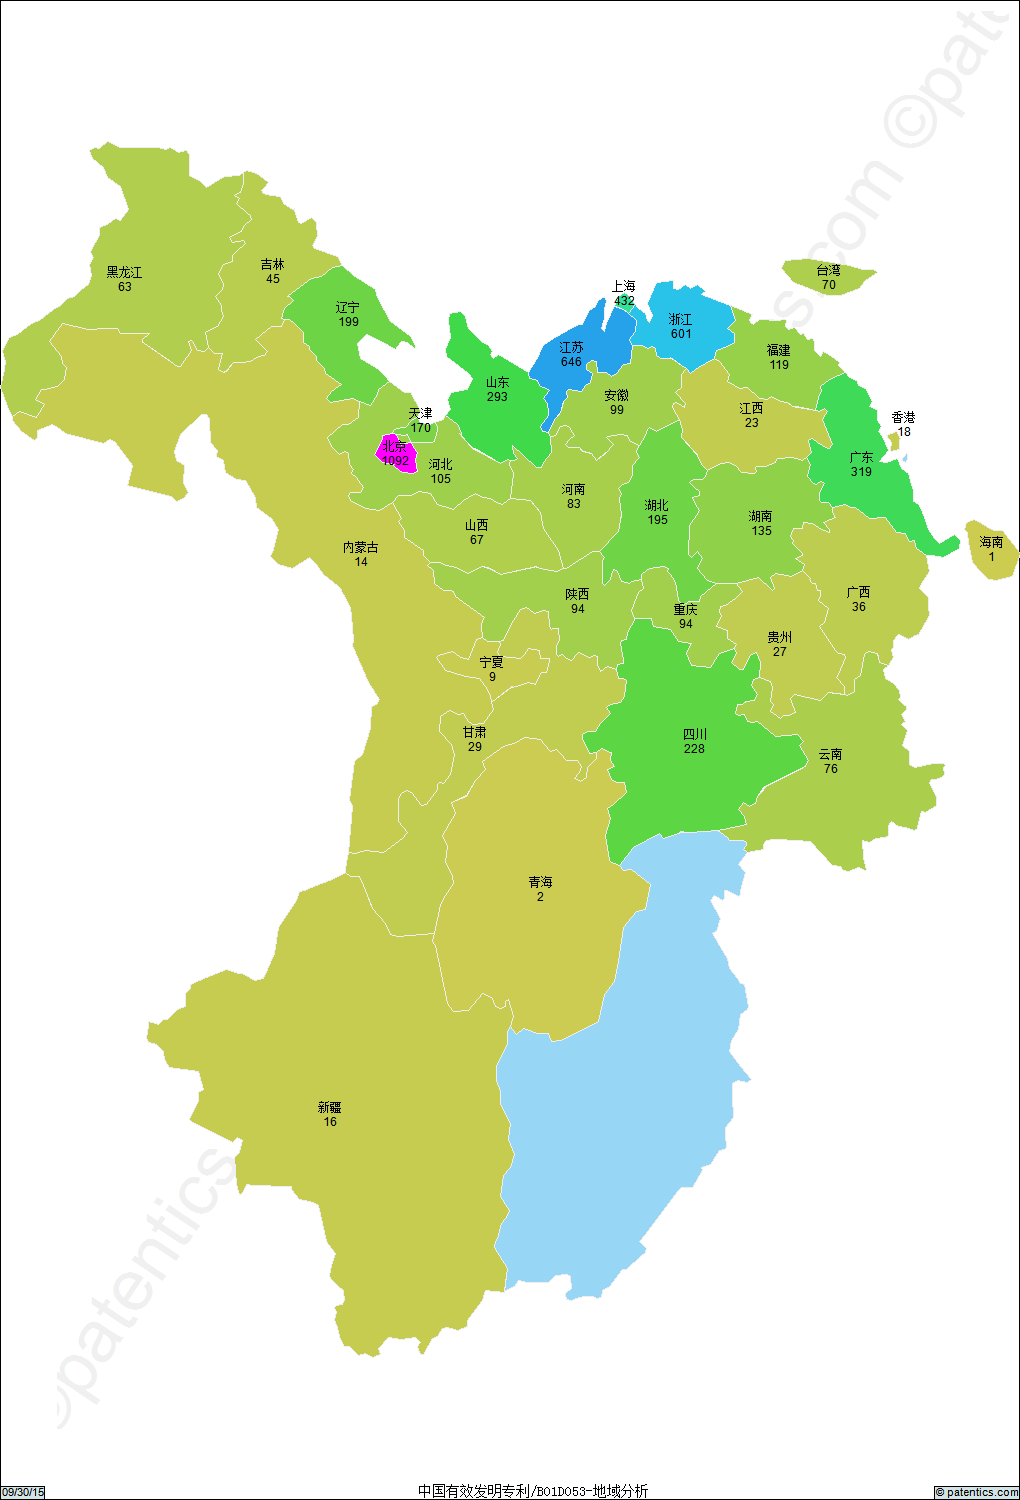 ©patentics.com ©patentics
黑龙江
63
吉林
45
台湾
70
上海
432
辽宁
199
浙江
601
江苏
646
福建
119
山东
293
安徽
99
江西
23
天津
170
香港
18
北京
1092
河北
105
广东
319
河南
83
湖北
195
湖南
135
山西
67
内蒙古
14
海南
1
陕西
94
重庆
94
广西
36
贵州
27
宁夏
9
甘肃
29
四川
228
云南
76
青海
2
新疆
16
09/30/15
中国有效发明专利/B01D053-地域分析
© patentics.com